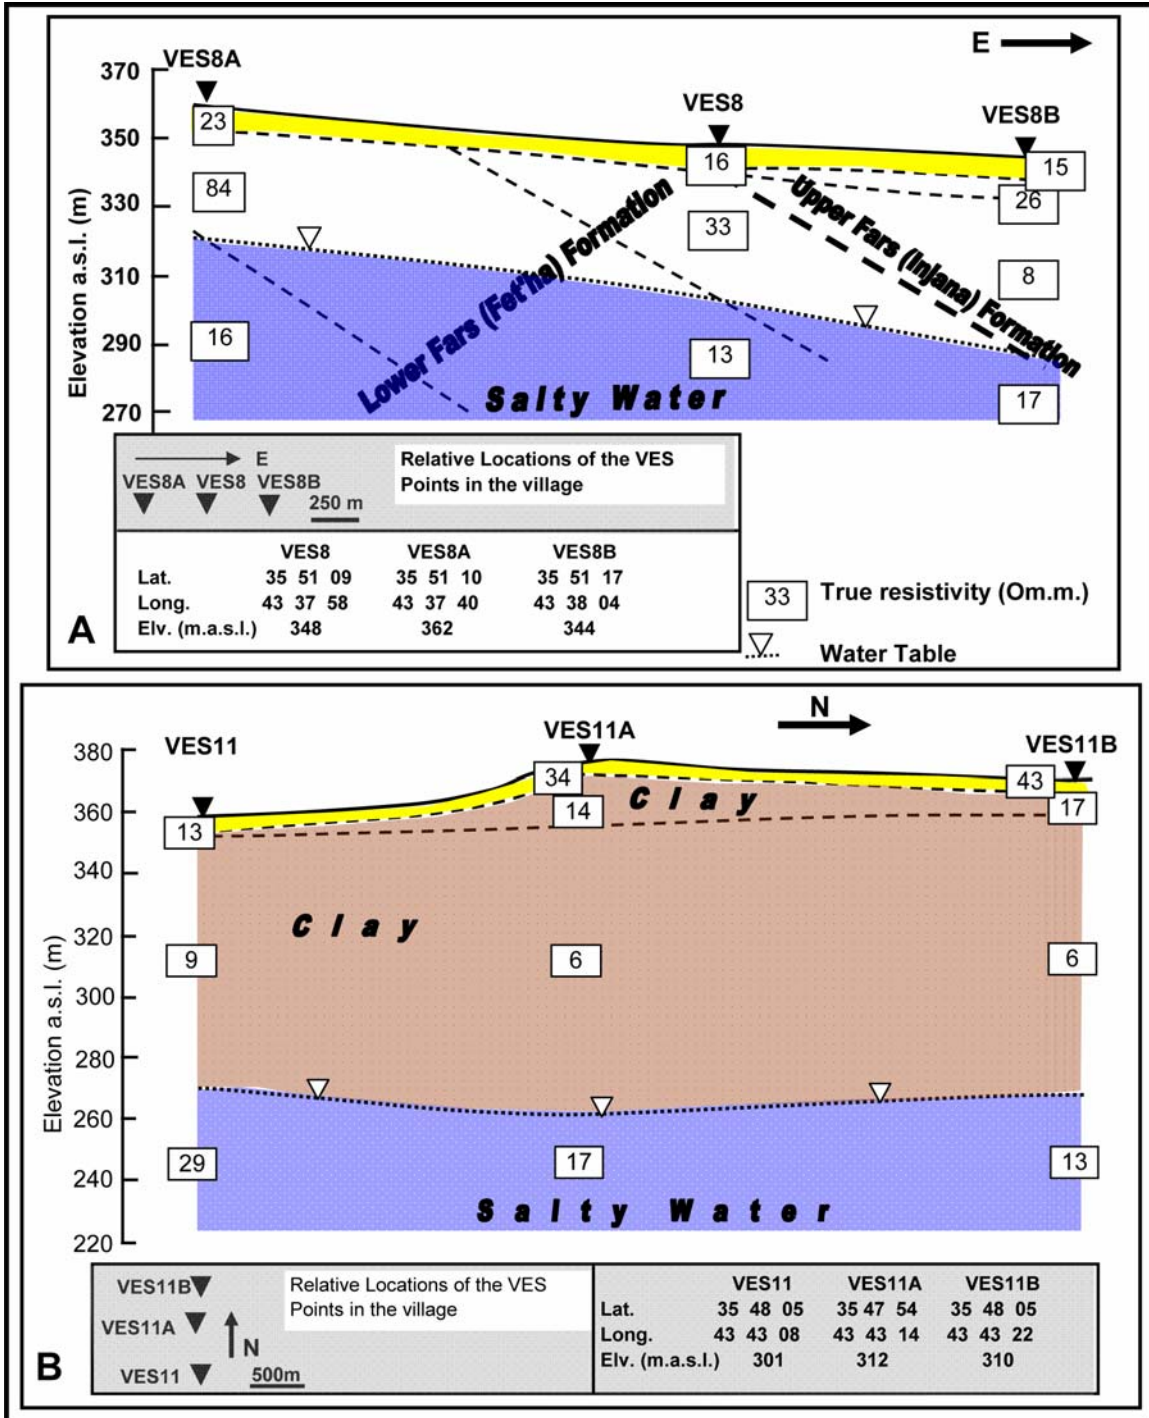 E
VES8A
VES8
VES8B
370
350
330
310
290
270
Elevation a.s.l. (m)
23
16
15
84
26
33
8
16
13
17
Lower Fars (Fet'ha) Formation
Upper Fars (Injana) Formation
Salty Water
E
VES8A VES8 VES8B
250 m
Relative Locations of the VES
Points in the village
VES8 VES8A VES8B
Lat. 35 51 09 35 51 10 35 51 17
Long. 43 37 58 43 37 40 43 38 04
Elv. (m.a.s.l.) 348 362 344
A
33 True resistivity (Om.m.)
Water Table
N
VES11
VES11A
VES11B
380
360
340
320
300
280
260
240
220
Elevation a.s.l. (m)
34
43
13
14
Clay
17
Clay
9
6
6
29
17
13
Salty Water
VES11B
VES11A
N
VES11
500m
Relative Locations of the VES
Points in the village
VES11 VES11A VES11B
Lat. 35 48 05 35 47 54 35 48 05
Long. 43 43 08 43 43 14 43 43 22
Elv. (m.a.s.l.) 301 312 310
B